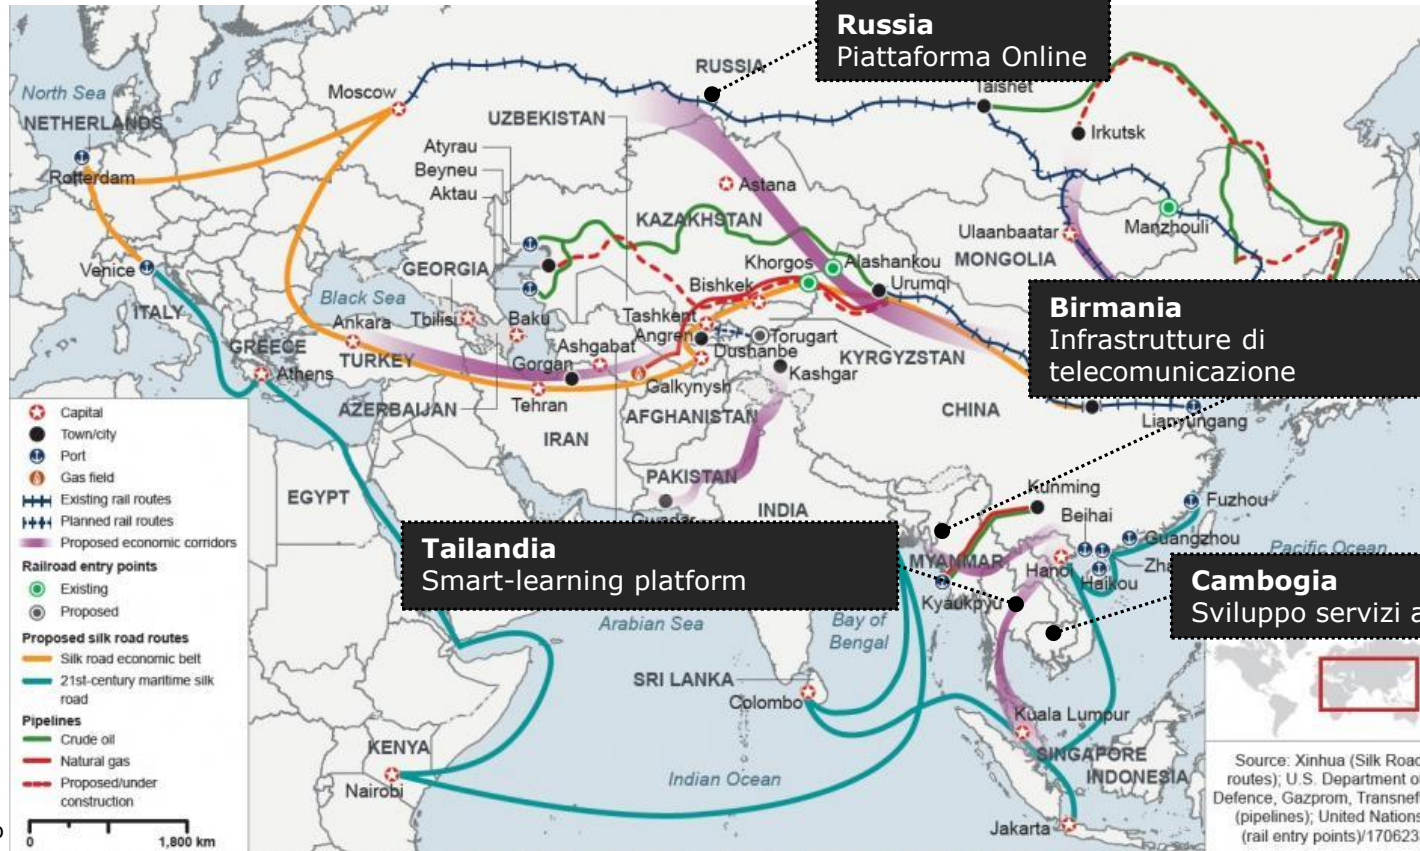 Russia
Piattaforma Online
RUSSIA
North Sea
Moscow
Taishet
NETHERLANDS
UZBEKISTAN
Irkutsk
Atyrau
Rotterdam
Beyneu
Astana
Aktau
KAZAKHSTAN
Manzhouli
Ulaanbaatar
MONGOLIA
Venice
GEORGIA
Khorgos
Alashankou
Bishkek
Urumqi
Black Sea
ITALY
Birmania
Infrastrutture di
telecomunicazione
Ankara
Tbilisi
Baku
Tashkent
Angren
Torugart
GREECE
TURKEY
Ashgabat
Dushanbe
KYRGYZSTAN
Athens
Gorgan
Galkynysh
Kashgar
Tehran
AZERBAIJAN
AFGHANISTAN
CHINA
Lianyungang
IRAN
PAKISTAN
EGYPT
INDIA
Kunming
Fuzhou
Beihai
Gwadar
Guangzhou
Pacific Ocean
Tailandia
Smart-learning platform
MYANMAR
Hanoi
Zha
Haikou
Kyaukpyu
Cambogia
Sviluppo servizi a
Arabian Sea
Bay of
Bengal
SRI LANKA
Colombo
Kuala Lumpur
SINGAPORE
INDONESIA
KENYA
Nairobi
Indian Ocean
Jakarta
Capital
Town/city
Port
Gas field
Existing rail routes
Planned rail routes
Proposed economic corridors
Railroad entry points
Existing
Proposed
Proposed silk road routes
Silk road economic belt
21st-century maritime silk
road
Pipelines
Crude oil
Natural gas
Proposed/under
construction
0
1,800 km
Source: Xinhua (Silk Road
routes); U.S. Department of
Defence, Gazprom, Transneft
(pipelines); United Nations
(rail entry points)/170623